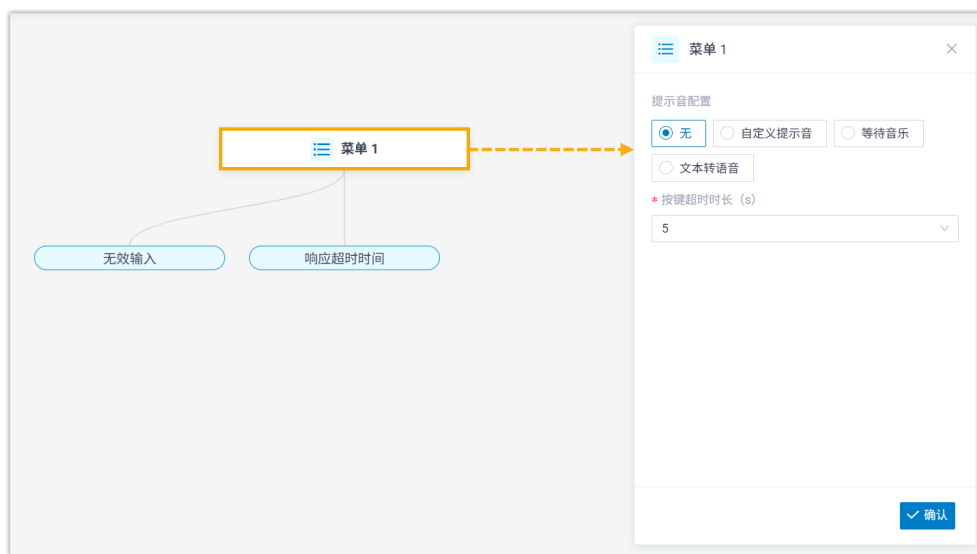 菜单 1
无效输入
响应超时时间
菜单 1
提示音配置
无
自定义提示音
等待音乐
文本转语音
* 按键超时时长（s）
5
确认